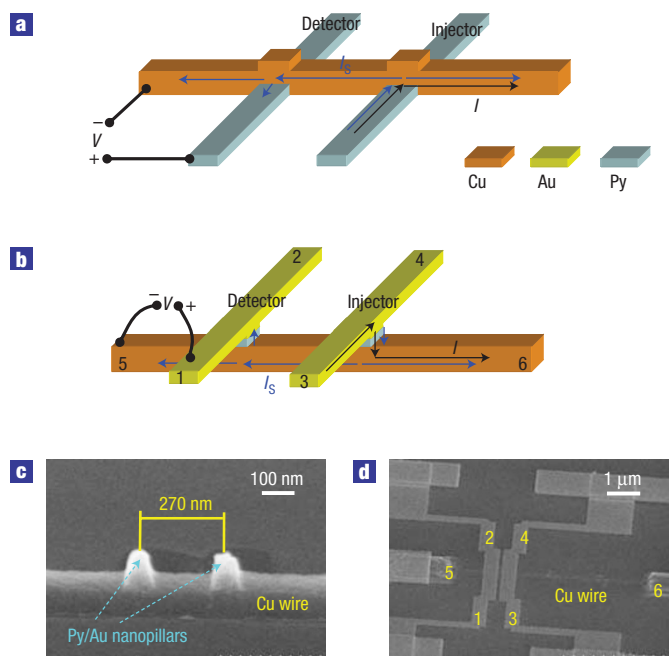 a
Detector
Injector
I_S
I
−
V
+
Cu
Au
Py
b
2
4
− V +
Detector
Injector
I
5
6
1
I_S
3
c
100 nm
270 nm
Cu wire
Py/Au nanopillars
d
1 μm
2
4
5
Cu wire
6
1
3